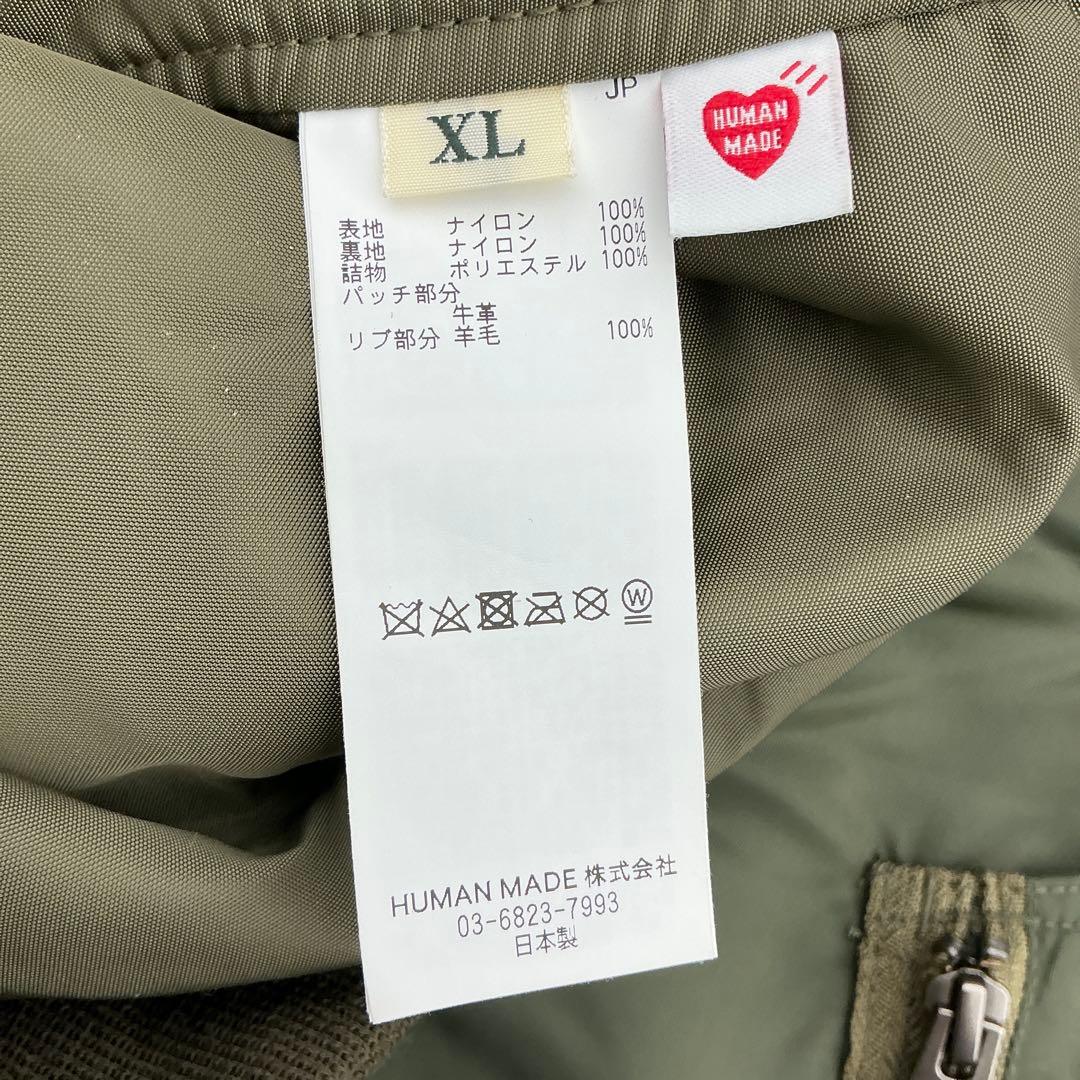 XL
JP
HUMAN
MADE
表地 ナイロン 100%
裏地 ナイロン 100%
詰物 ポリエステル 100%
パッチ部分
牛革
リブ部分 羊毛 100%
W
HUMAN MADE 株式会社
03-6823-7993
日本製